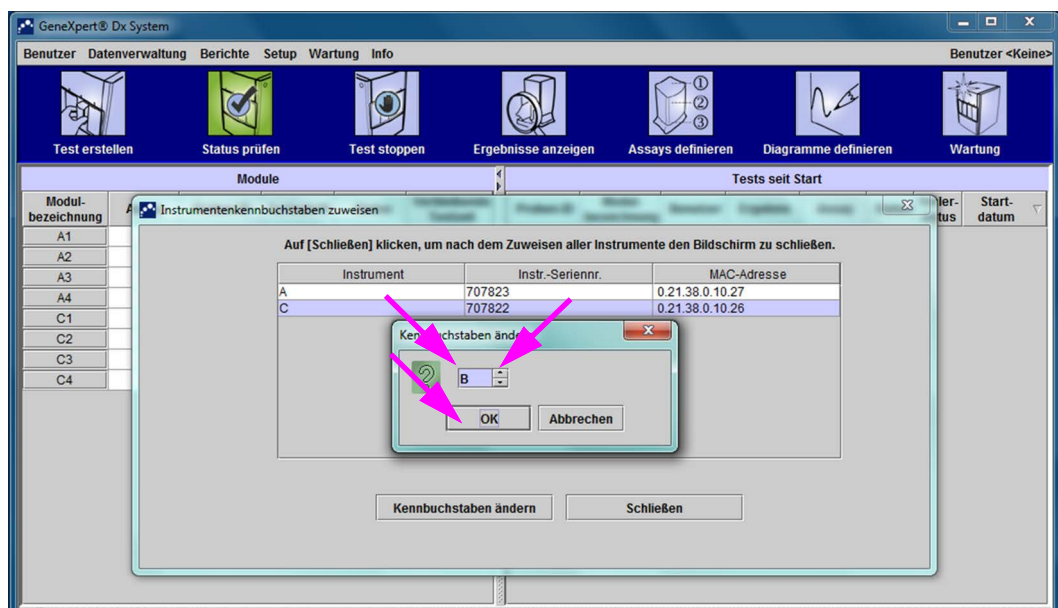 GeneXpert® Dx System
Benutzer Datenverwaltung Berichte Setup Wartung Info Benutzer <Keine>
Test erstellen Status prüfen Test stoppen Ergebnisse anzeigen Assays definieren Diagramme definieren Wartung
Module Tests seit Start
Modul-
bezeichnung
Start-
datum
Instrumentenkennbuchstaben zuweisen
A1
A2
A3
A4
C1
C2
C3
C4
Auf [Schließen] klicken, um nach dem Zuweisen aller Instrumente den Bildschirm zu schließen.
Instrument Instr.-Seriennr. MAC-Adresse
A 707823 0.21.38.0.10.27
C 707822 0.21.38.0.10.26
Kennbuchstaben ändern
B
OK Abbrechen
Kennbuchstaben ändern Schließen